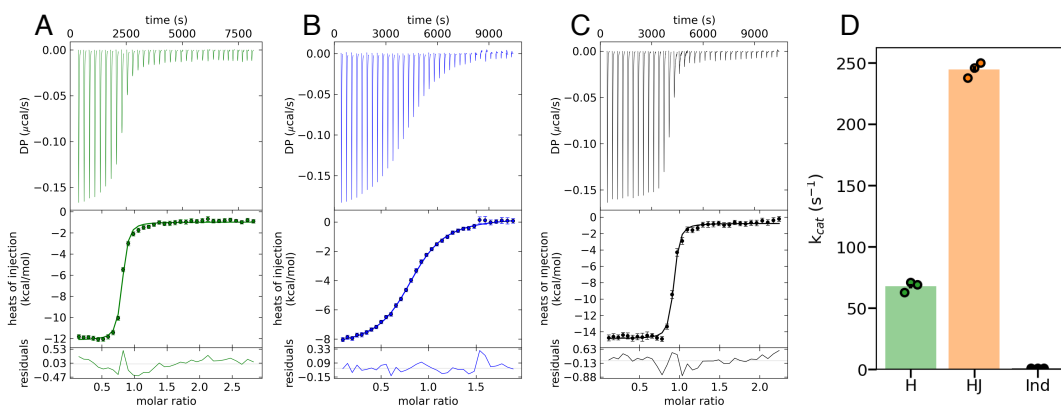 A
time (s)
0 2500 5000 7500
0.00
−0.05
−0.10
−0.15
DP (μcal/s)
0
−2
−4
−6
−8
−10
−12
heats of injection
(kcal/mol)
0.53
0.03
−0.47
residuals
0.5 1.0 1.5 2.0 2.5
molar ratio
B
time (s)
0 3000 6000 9000
0.00
−0.05
−0.10
−0.15
DP (μcal/s)
0
−2
−4
−6
−8
heats of injection
(kcal/mol)
0.33
0.09
−0.15
residuals
0.5 1.0 1.5
molar ratio
C
time (s)
0 3000 6000 9000
0.00
−0.05
−0.10
−0.15
DP (μcal/s)
0
−2
−4
−6
−8
−10
−12
−14
−16
heats of injection
(kcal/mol)
0.63
−0.13
−0.88
residuals
0.5 1.0 1.5 2.0
molar ratio
D
250
200
150
100
50
0
kcat (s−1)
H HJ Ind